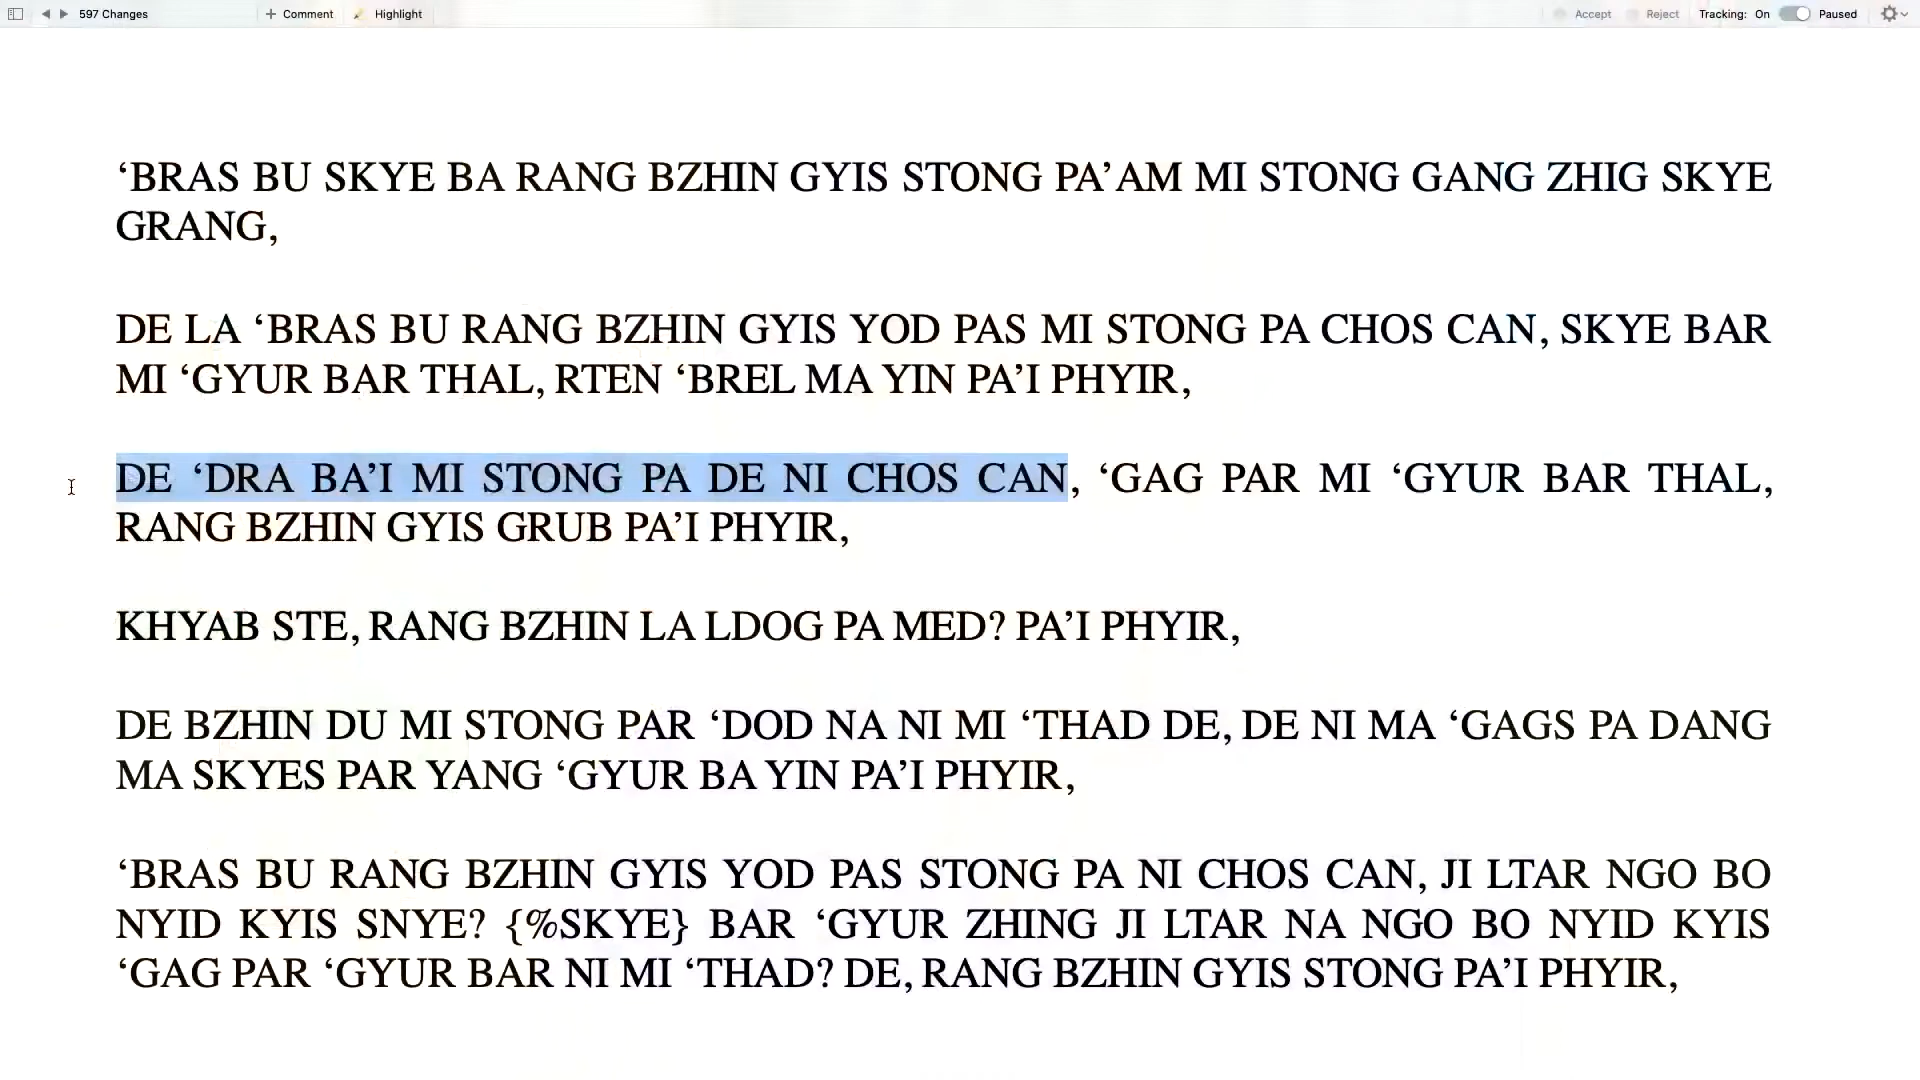 597 Changes + Comment Highlight Accept Reject Tracking: On Paused
‘BRAS BU SKYE BA RANG BZHIN GYIS STONG PA’AM MI STONG GANG ZHIG SKYE
GRANG,
DE LA ‘BRAS BU RANG BZHIN GYIS YOD PAS MI STONG PA CHOS CAN, SKYE BAR
MI ‘GYUR BAR THAL, RTEN ‘BREL MA YIN PA’I PHYIR,
DE ‘DRA BA’I MI STONG PA DE NI CHOS CAN, ‘GAG PAR MI ‘GYUR BAR THAL,
RANG BZHIN GYIS GRUB PA’I PHYIR,
KHYAB STE, RANG BZHIN LA LDOG PA MED? PA’I PHYIR,
DE BZHIN DU MI STONG PAR ‘DOD NA NI MI ‘THAD DE, DE NI MA ‘GAGS PA DANG
MA SKYES PAR YANG ‘GYUR BA YIN PA’I PHYIR,
‘BRAS BU RANG BZHIN GYIS YOD PAS STONG PA NI CHOS CAN, JI LTAR NGO BO
NYID KYIS SNYE? {%SKYE} BAR ‘GYUR ZHING JI LTAR NA NGO BO NYID KYIS
‘GAG PAR ‘GYUR BAR NI MI ‘THAD? DE, RANG BZHIN GYIS STONG PA’I PHYIR,